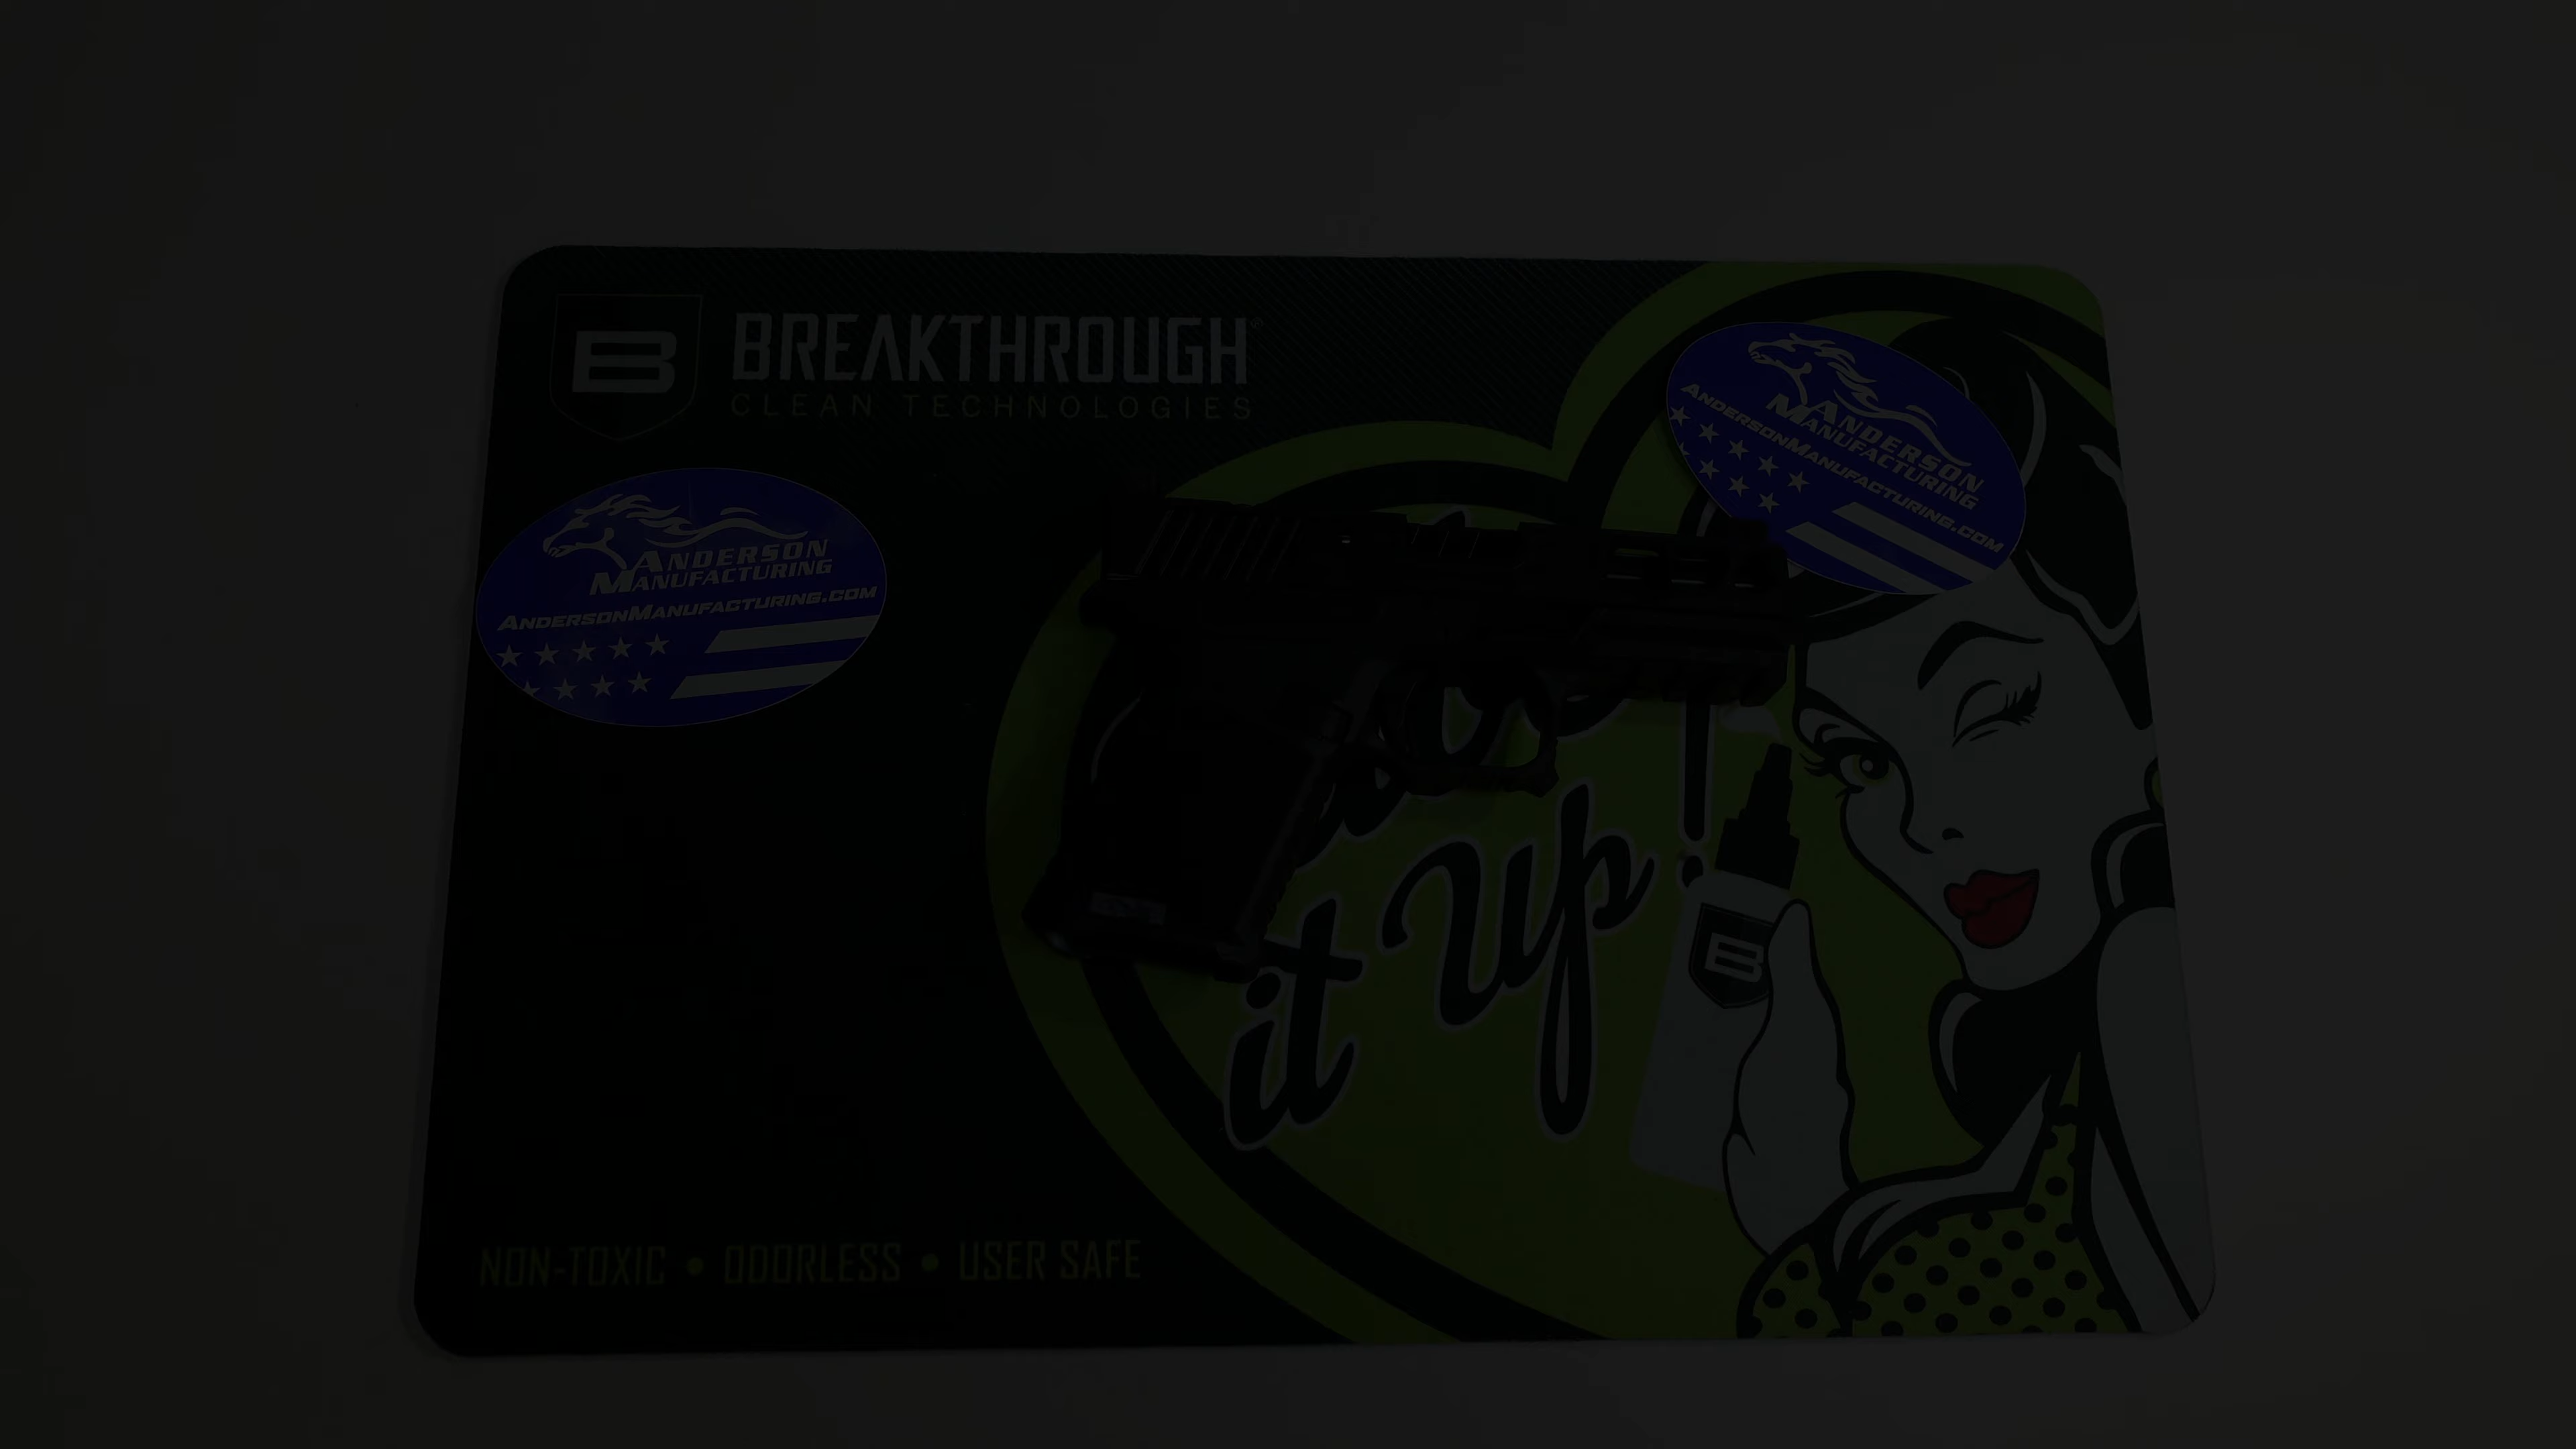 B
BREAKTHROUGH®
CLEAN TECHNOLOGIES
ANDERSON
MANUFACTURING
ANDERSONMANUFACTURING.COM
ANDERSON
MANUFACTURING
ANDERSONMANUFACTURING.COM
it up!
B
NON-TOXIC • ODORLESS • USER SAFE